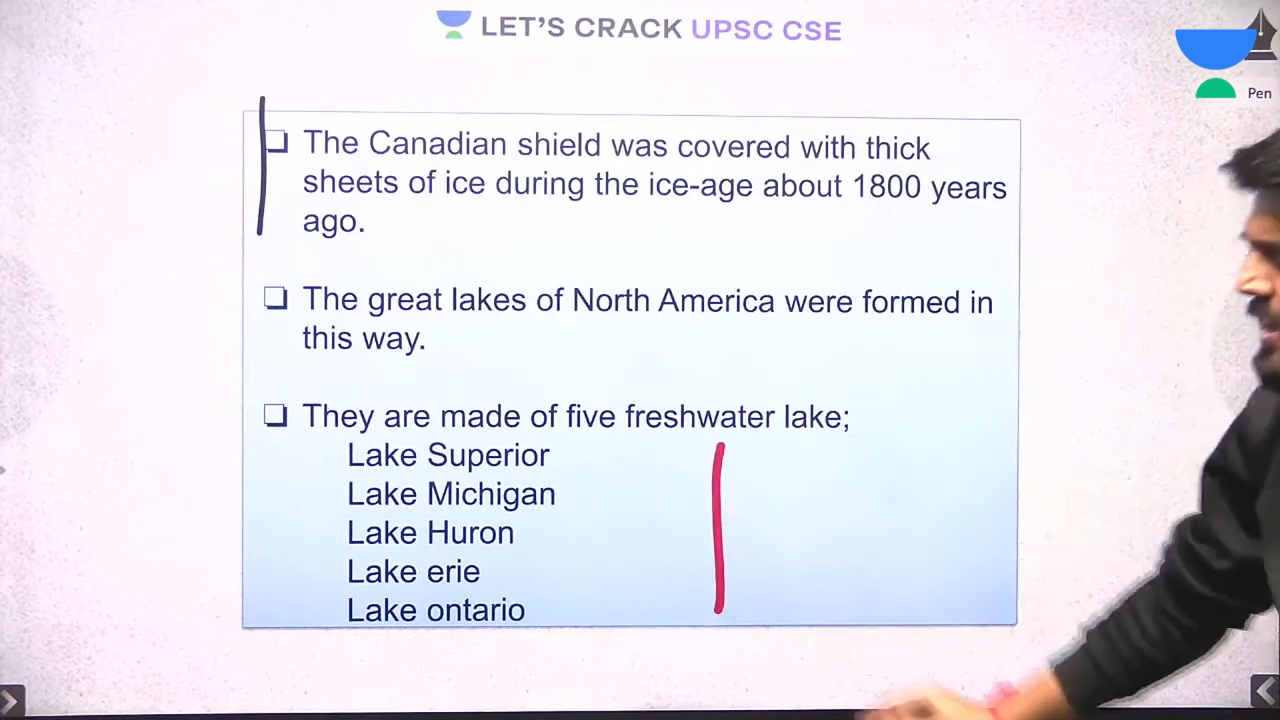 LET'S CRACK UPSC CSE
Pen
❑ The Canadian shield was covered with thick
sheets of ice during the ice-age about 1800 years
ago.
❑ The great lakes of North America were formed in
this way.
❑ They are made of five freshwater lake;
Lake Superior
Lake Michigan
Lake Huron
Lake erie
Lake ontario